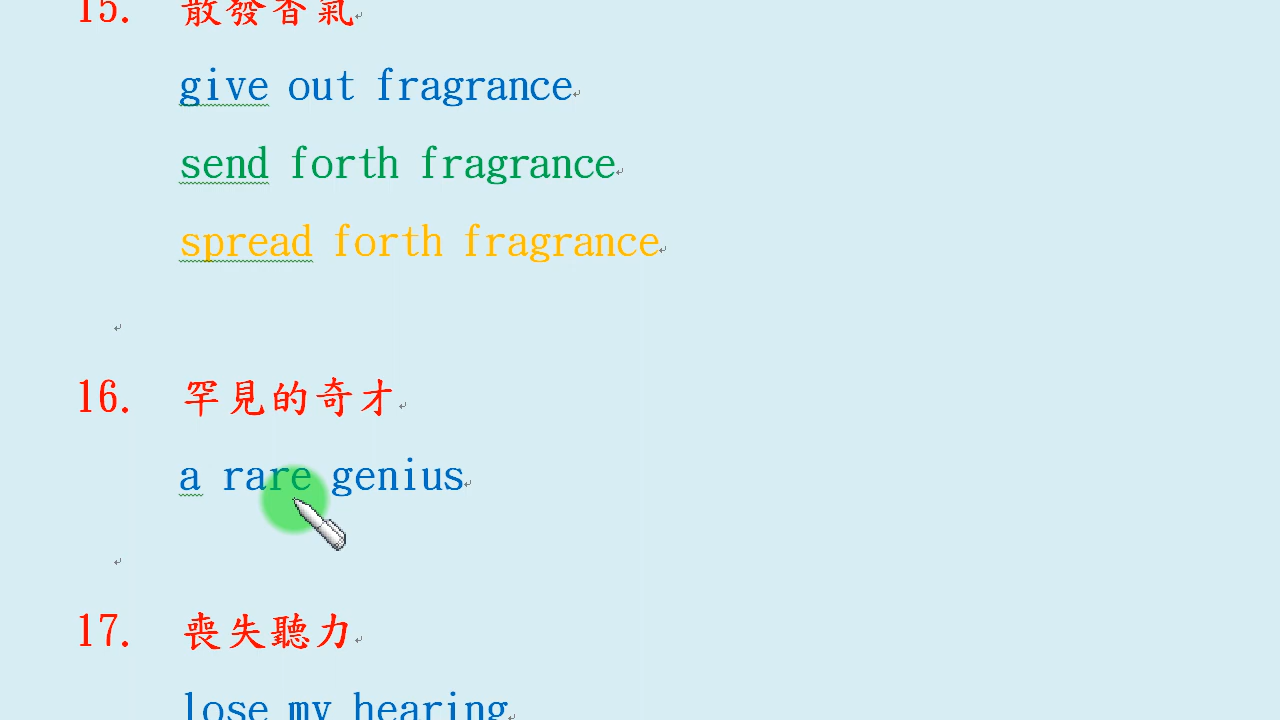 15. 散發香氣
give out fragrance
send forth fragrance
spread forth fragrance
16. 罕見的奇才
a rare genius
17. 喪失聽力
lose my hearing